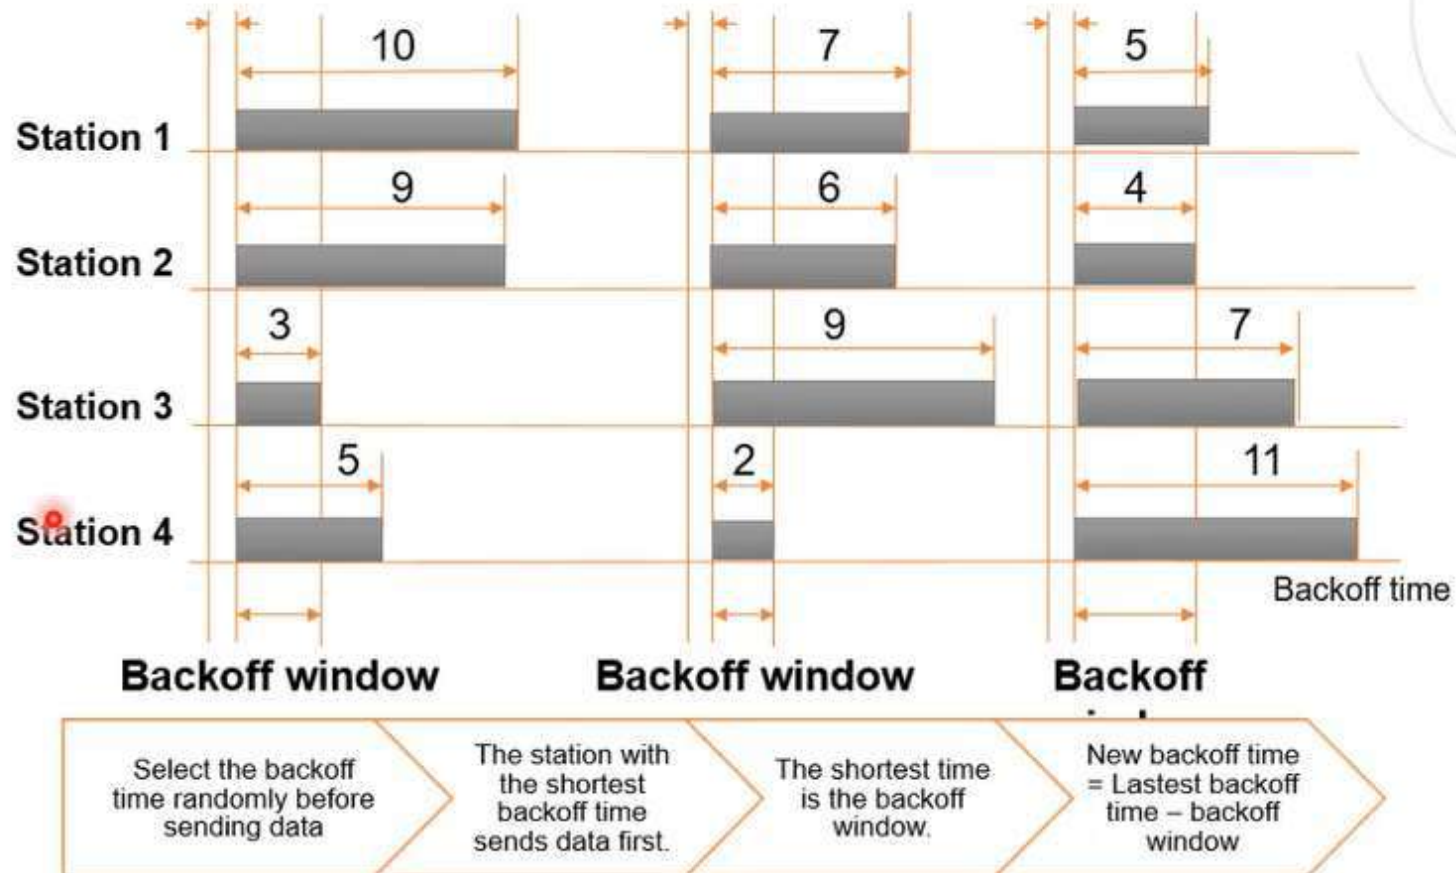 10
7
5
Station 1
9
6
4
Station 2
3
9
7
Station 3
5
2
11
Station 4
Backoff time
Backoff window
Backoff window
Backoff
Select the backoff
time randomly before
sending data
The station with
the shortest
backoff time
sends data first.
The shortest time
is the backoff
window.
New backoff time
= Lastest backoff
time – backoff
window